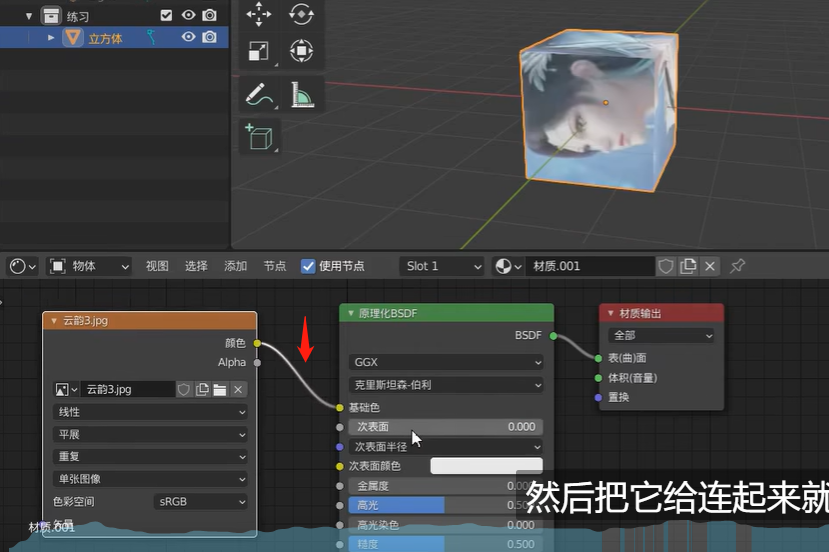 练习
立方体
物体
视图
选择
添加
节点
使用节点
Slot 1
材质.001
云韵3.jpg
颜色
Alpha
云韵3.jpg
线性
平展
重复
单张图像
色彩空间
sRGB
矢量
材质.001
原理化BSDF
BSDF
GGX
克里斯坦森-伯利
基础色
次表面 0.000
次表面半径
次表面颜色
金属度
高光
高光染色 0.000
糙度 0.500
材质输出
全部
表(曲)面
体积(音量)
置换
然后把它给连起来就